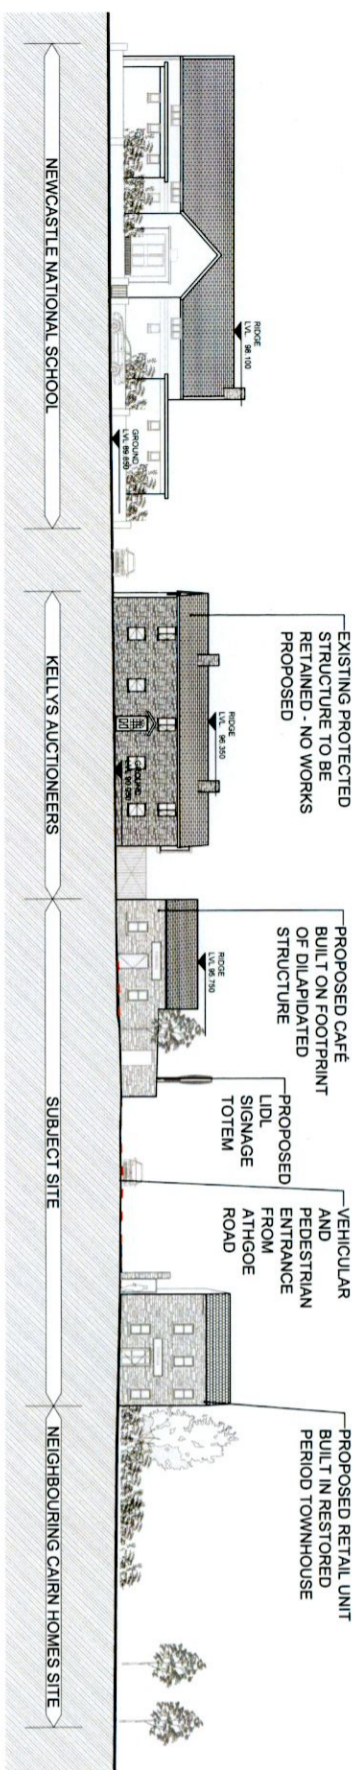 EXISTING PROTECTED
STRUCTURE TO BE
RETAINED - NO WORKS
PROPOSED
PROPOSED CAFÉ
BUILT ON FOOTPRINT
OF DILAPIDATED
STRUCTURE
PROPOSED
LIDL
SIGNAGE
TOTEM
VEHICULAR
AND
PEDESTRIAN
ENTRANCE
FROM
ATHGOE
ROAD
PROPOSED RETAIL UNIT
BUILT IN RESTORED
PERIOD TOWNHOUSE
RIDGE
LVL 98.100
GROUND
LVL 89.650
RIDGE
LVL 96.350
GROUND
RIDGE
LVL 95.750
NEWCASTLE NATIONAL SCHOOL
KELLYS AUCTIONEERS
SUBJECT SITE
NEIGHBOURING CAIRN HOMES SITE